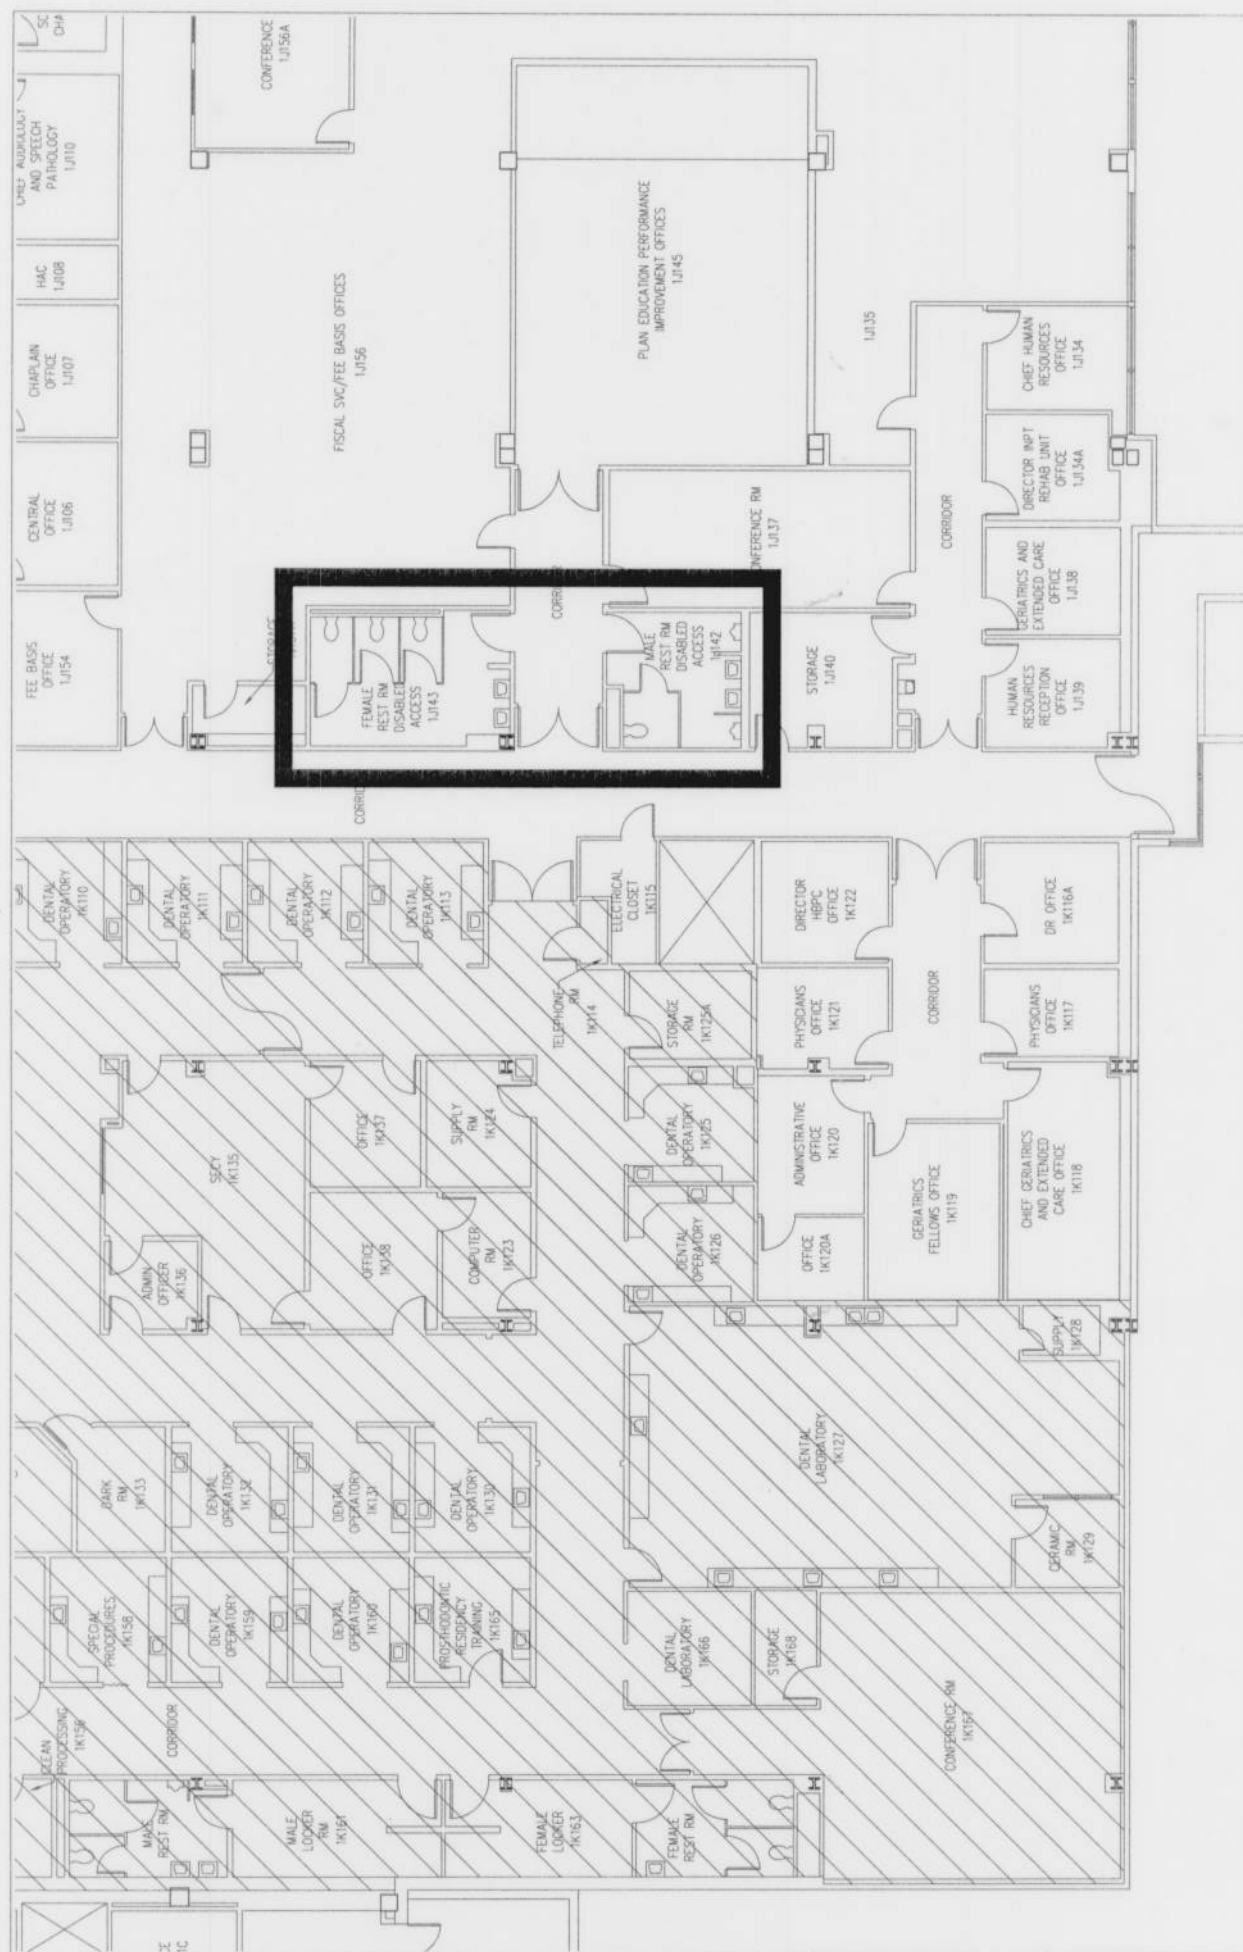 CONFERENCE
1J156A
CHIEF AUDIOLOGY
AND SPEECH
PATHOLOGY
1J110
HAC
1J108
CHAPLAIN
OFFICE
1J107
CENTRAL
OFFICE
1J106
FEE BASIS
OFFICE
1J154
FISCAL SVC/FEE BASIS OFFICES
1J156
PLAN EDUCATION PERFORMANCE
IMPROVEMENT OFFICES
1J145
1J135
CHIEF HUMAN
RESOURCES
OFFICE
1J134
DIRECTOR INPT
REHAB UNIT
OFFICE
1J134A
CORRIDOR
CONFERENCE RM
1J137
GERIATRICS AND
EXTENDED CARE
OFFICE
1J138
HUMAN
RESOURCES
RECEPTION
OFFICE
1J139
STORAGE
FEMALE
REST RM
DISABLED
ACCESS
1J143
MALE
REST RM
DISABLED
ACCESS
1J142
STORAGE
1J140
DENTAL
OPERATORY
1K110
DENTAL
OPERATORY
1K111
DENTAL
OPERATORY
1K112
DENTAL
OPERATORY
1K113
TELEPHONE
RM
1K114
ELECTRICAL
CLOSET
1K115
DIRECTOR
HBPC
OFFICE
1K122
DR OFFICE
1K116A
STORAGE
RM
1K125A
PHYSICIANS
OFFICE
1K121
CORRIDOR
PHYSICIANS
OFFICE
1K117
SECY
1K135
OFFICE
1K137
SUPPLY
RM
1K124
DENTAL
OPERATORY
1K125
ADMINISTRATIVE
OFFICE
1K120
GERIATRICS
FELLOWS OFFICE
1K119
CHIEF GERIATRICS
AND EXTENDED
CARE OFFICE
1K118
ADMIN
OFFICER
1K136
OFFICE
1K138
COMPUTER
RM
1K123
DENTAL
OPERATORY
1K126
OFFICE
1K120A
SUPPLY
1K128
DARK
RM
1K133
DENTAL
OPERATORY
1K132
DENTAL
OPERATORY
1K131
DENTAL
OPERATORY
1K130
DENTAL
LABORATORY
1K127
CERAMIC
RM
1K129
SPECIAL
PROCEDURES
1K158
DENTAL
OPERATORY
1K159
DENTAL
OPERATORY
1K160
PROSTHODONTIC
RESIDENCY
TRAINING
1K165
DENTAL
LABORATORY
1K166
STORAGE
1K168
CONFERENCE RM
1K167
CLEAN
PROCESSING
1K156
CORRIDOR
MALE
REST RM
MALE
LOCKER
RM
1K161
FEMALE
LOCKER
1K163
FEMALE
REST RM